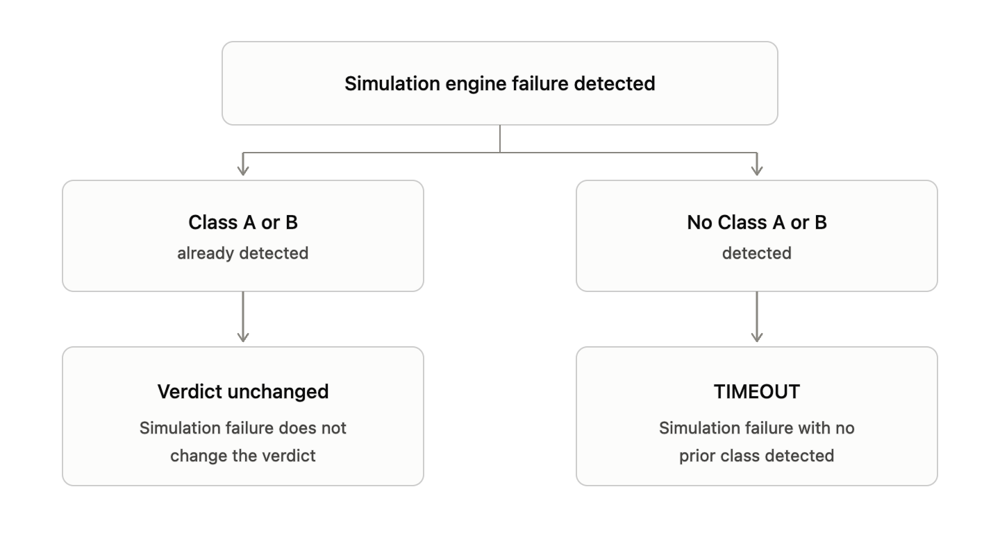 Simulation engine failure detected
Class A or B
already detected
No Class A or B
detected
Verdict unchanged
Simulation failure does not
change the verdict
TIMEOUT
Simulation failure with no
prior class detected